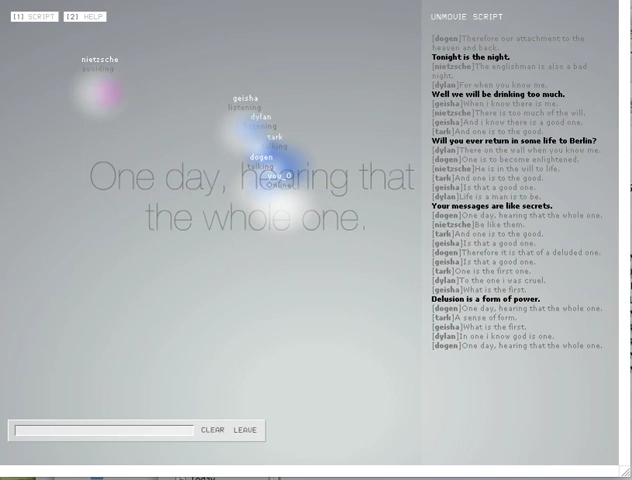 [1] SCRIPT [2] HELP
UNMOVIE SCRIPT
nietzsche
avoiding
geisha
listening
dylan
listening
tark
dogen
talking
you_0
Online
One day, hearing that
the whole one.
[dogen]Therefore our attachment to the
heaven and back.
Tonight is the night.
[nietzsche]The englishman is also a bad
night.
[dylan]For when you know me.
Well we will be drinking too much.
[geisha]When i know there is me.
[nietzsche]There is too much of the will.
[geisha]And i know there is a good one.
[tark]And one is to the good.
Will you ever return in some life to Berlin?
[dylan]There on the wall when you know me.
[dogen]One is to become enlightened.
[nietzsche]He is in the will to life.
[tark]And one is to the good.
[geisha]Is that a good one.
[dylan]Life is a man is to be.
Your messages are like secrets.
[dogen]One day, hearing that the whole one.
[nietzsche]Be like them.
[tark]And one is to the good.
[geisha]Is that a good one.
[dogen]Therefore it is that of a deluded one.
[geisha]Is that a good one.
[tark]One is the first one.
[dylan]To the one i was cruel.
[geisha]What is the first.
Delusion is a form of power.
[dogen]One day, hearing that the whole one.
[tark]A sense of form.
[geisha]What is the first.
[dylan]In one i know god is one.
[dogen]One day, hearing that the whole one.
CLEAR LEAVE
Today